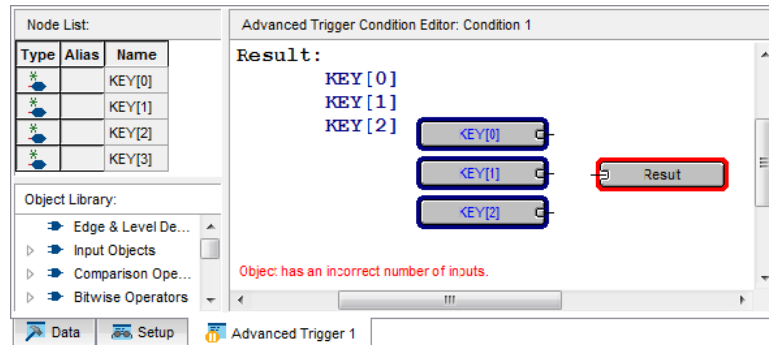 Node List:
Advanced Trigger Condition Editor: Condition 1
Type Alias Name
KEY[0]
KEY[1]
KEY[2]
KEY[3]
Result:
KEY[0]
KEY[1]
KEY[2]
KEY[0]
KEY[1]
KEY[2]
Resut
Object has an incorrect number of inputs.
Object Library:
Edge & Level De...
Input Objects
Comparison Ope...
Bitwise Operators
Data Setup Advanced Trigger 1